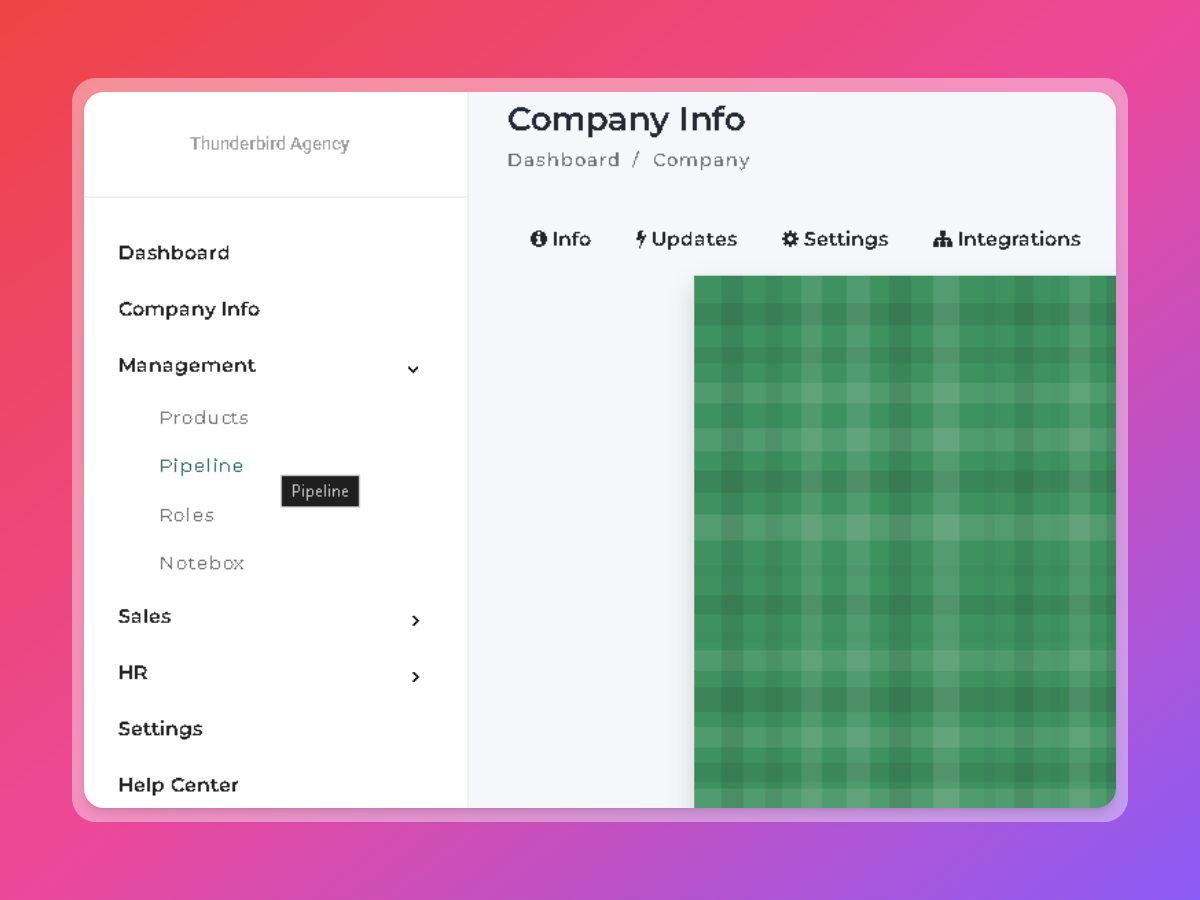 Thunderbird Agency
Dashboard
Company Info
Management
Products
Pipeline
Pipeline
Roles
Notebox
Sales
HR
Settings
Help Center
Company Info
Dashboard / Company
Info Updates Settings Integrations